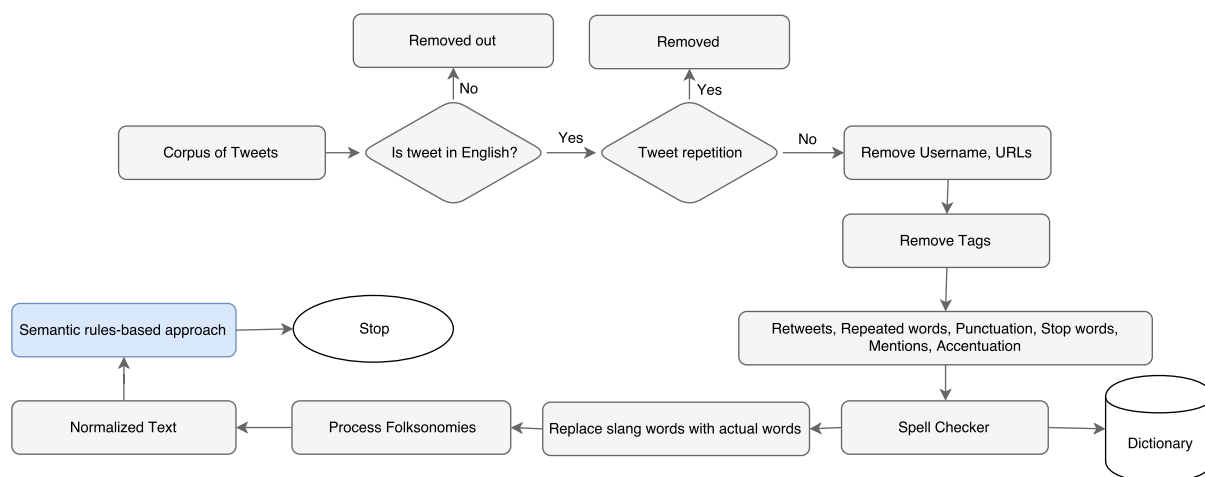 Removed out
Removed
No
Yes
Corpus of Tweets
Is tweet in English?
Yes
Tweet repetition
No
Remove Username, URLs
Remove Tags
Retweets, Repeated words, Punctuation, Stop words,
Mentions, Accentuation
Semantic rules-based approach
Stop
Normalized Text
Process Folksonomies
Replace slang words with actual words
Spell Checker
Dictionary